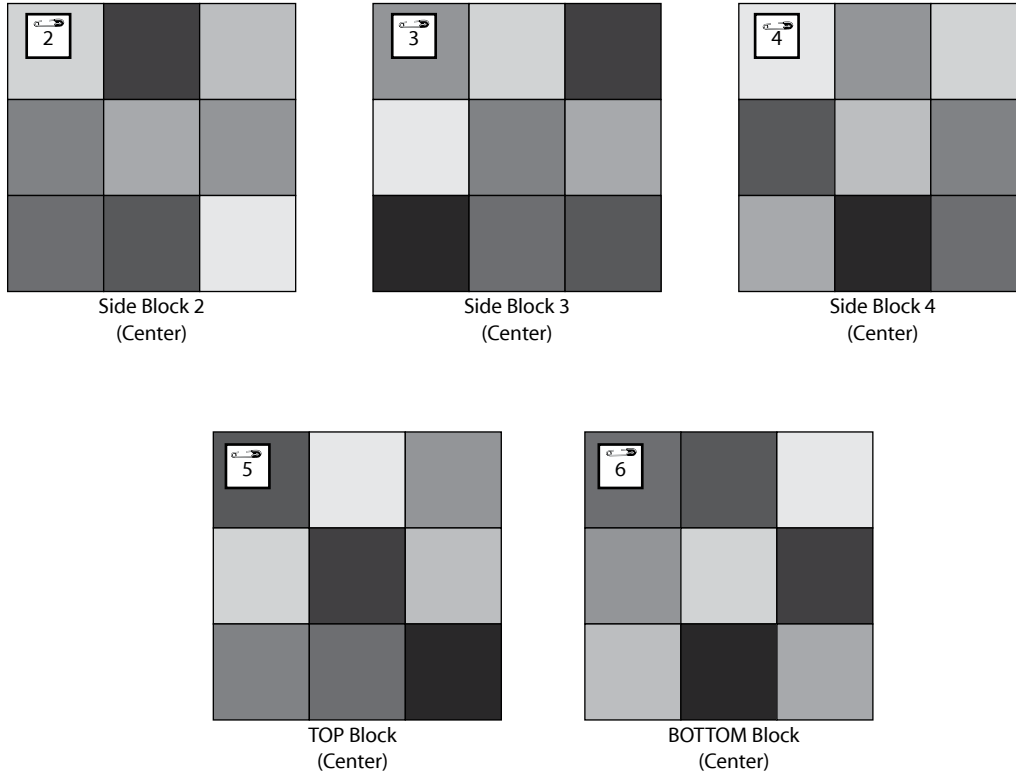 2
3
4
Side Block 2
(Center)
Side Block 3
(Center)
Side Block 4
(Center)
5
6
TOP Block
(Center)
BOTTOM Block
(Center)